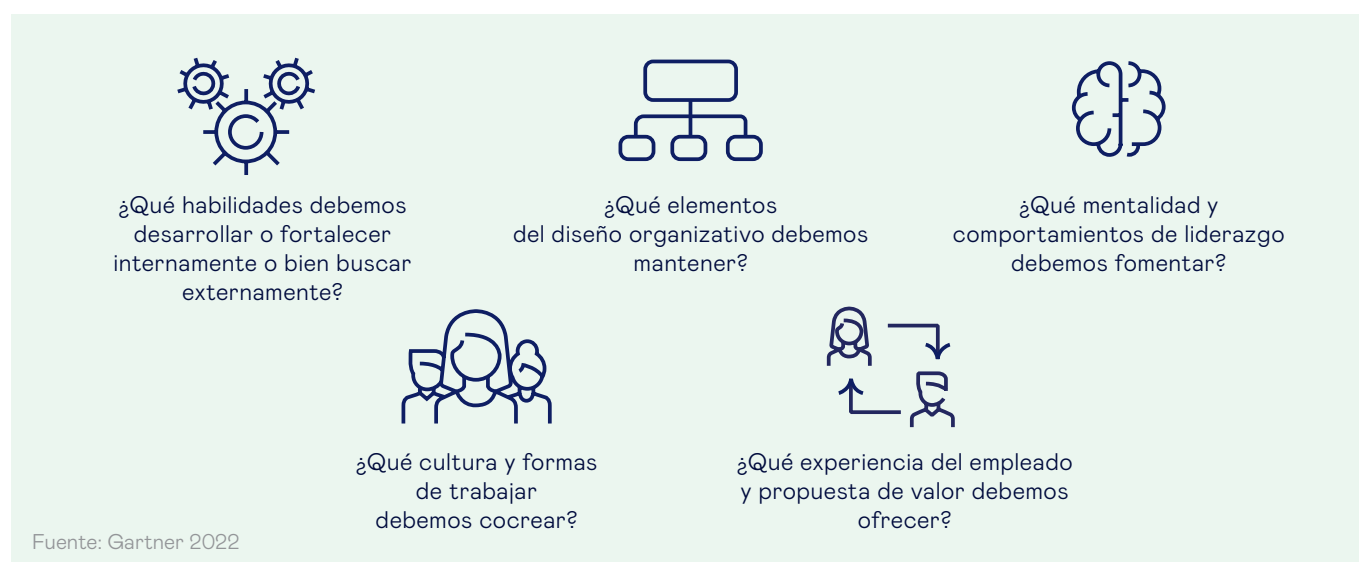 ¿Qué habilidades debemos
desarrollar o fortalecer
internamente o bien buscar
externamente?
¿Qué elementos
del diseño organizativo debemos
mantener?
¿Qué mentalidad y
comportamientos de liderazgo
debemos fomentar?
¿Qué cultura y formas
de trabajar
debemos cocrear?
¿Qué experiencia del empleado
y propuesta de valor debemos
ofrecer?
Fuente: Gartner 2022